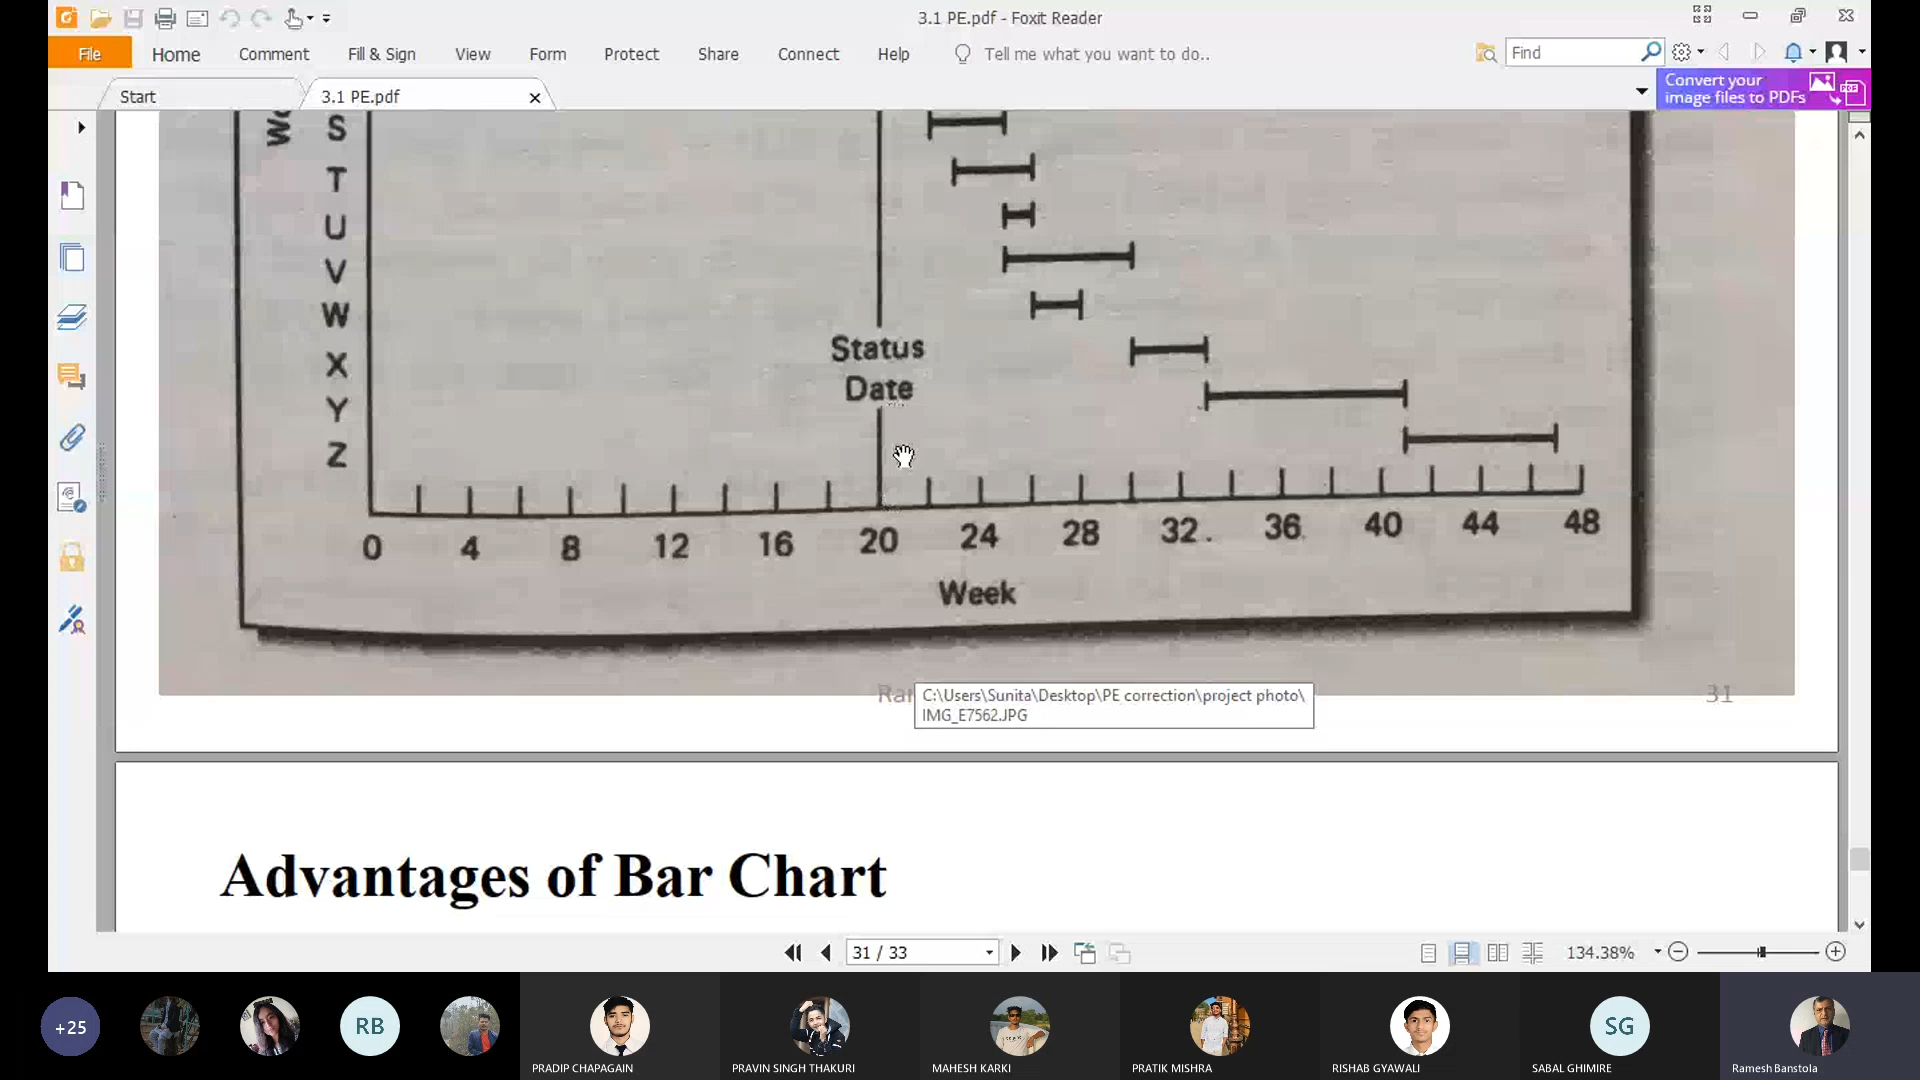 3.1 PE.pdf - Foxit Reader
File Home Comment Fill & Sign View Form Protect Share Connect Help Tell me what you want to do.. Find
Start 3.1 PE.pdf
Convert your
image files to PDFs
S
T
U
V
W
X
Y
Z
Status
Date
0 4 8 12 16 20 24 28 32. 36. 40 44 48
Week
31
C:\Users\Sunita\Desktop\PE correction\project photo\
IMG_E7562.JPG
Advantages of Bar Chart
31 / 33
134.38%
+25
RB
SG
PRADIP CHAPAGAIN PRAVIN SINGH THAKURI MAHESH KARKI PRATIK MISHRA RISHAB GYAWALI SABAL GHIMIRE Ramesh Banstola